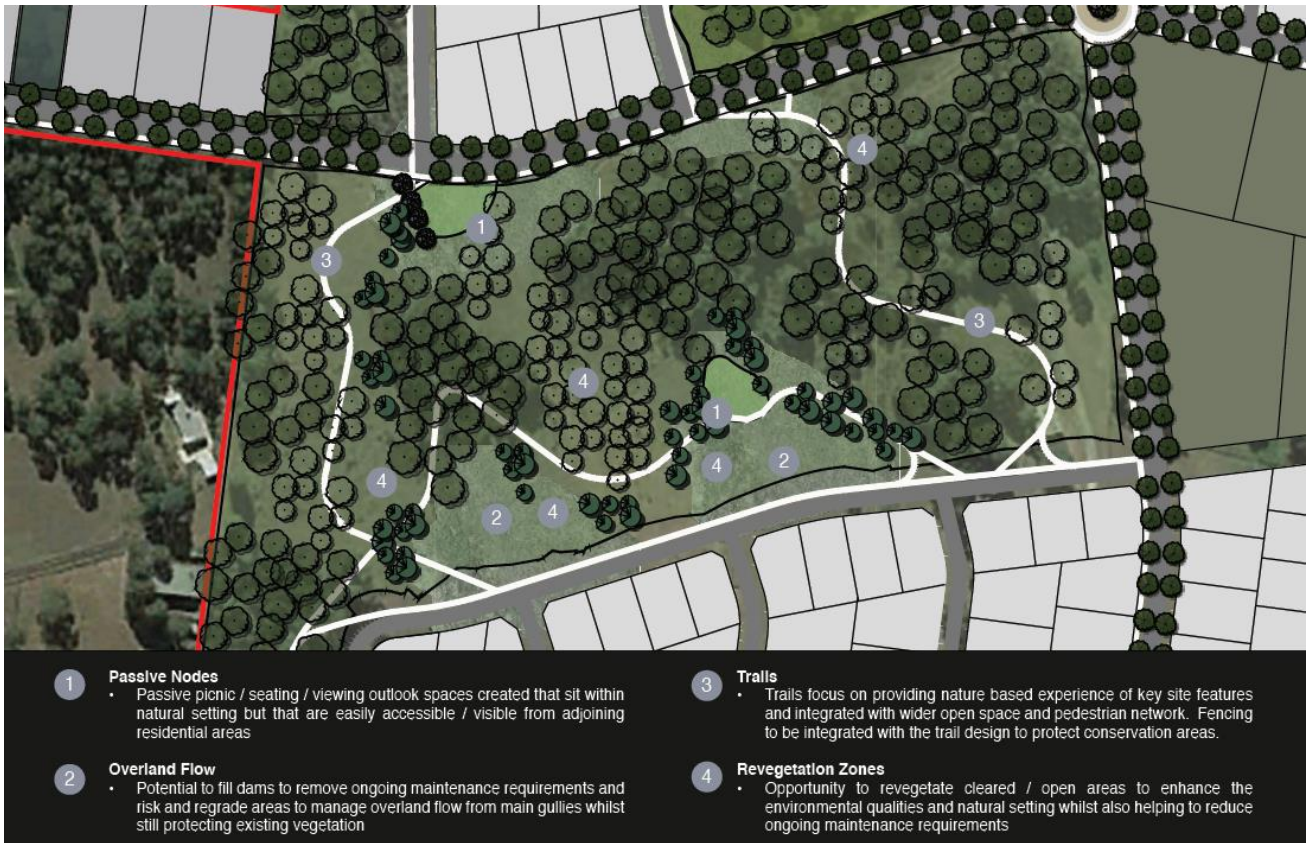 4
1
3
3
4
1
4
2
4
2
4
1
Passive Nodes
• Passive picnic / seating / viewing outlook spaces created that sit within
natural setting but that are easily accessible / visible from adjoining
residential areas
2
Overland Flow
• Potential to fill dams to remove ongoing maintenance requirements and
risk and regrade areas to manage overland flow from main gullies whilst
still protecting existing vegetation
3
Trails
• Trails focus on providing nature based experience of key site features
and integrated with wider open space and pedestrian network. Fencing
to be integrated with the trail design to protect conservation areas.
4
Revegetation Zones
• Opportunity to revegetate cleared / open areas to enhance the
environmental qualities and natural setting whilst also helping to reduce
ongoing maintenance requirements